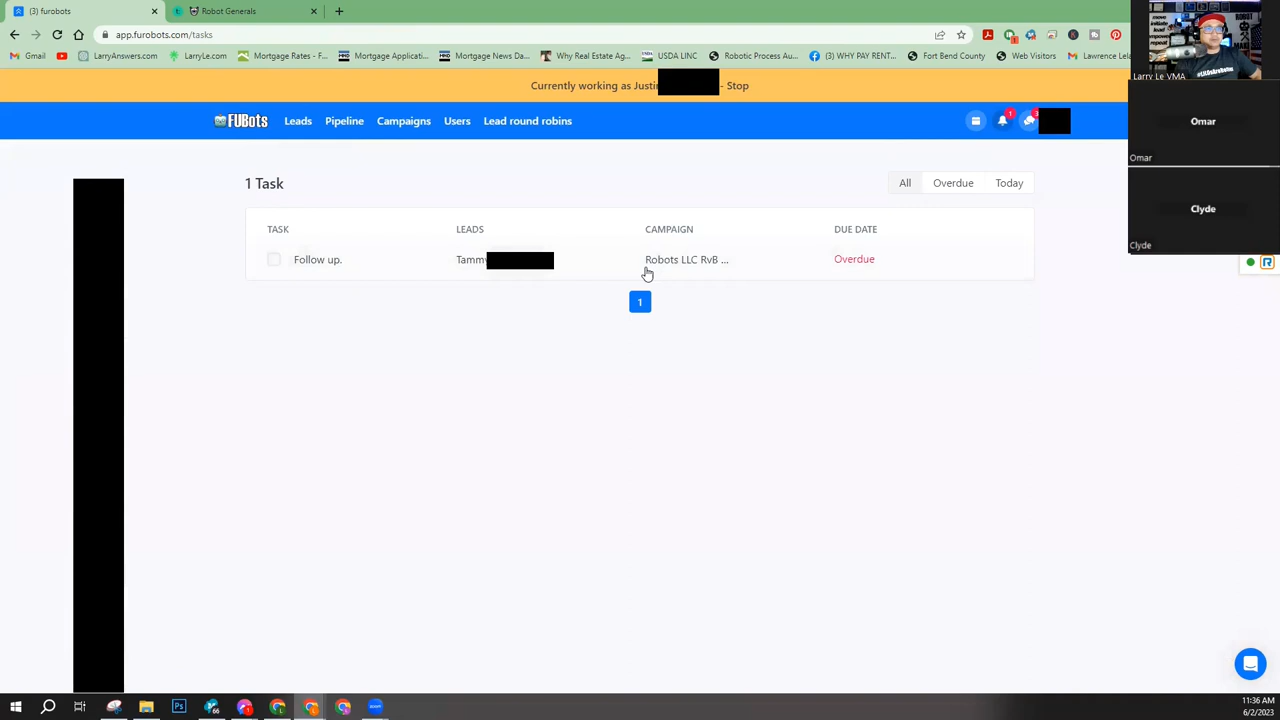 (3) furobots
Robot Generals
app.furobots.com/tasks
Gmail
LarryAnswers.com
LarryLe.com
Mortgage Rates - F...
Mortgage Applicati...
Mortgage News Da...
Why Real Estate Ag...
USDA LINC
Robotic Process Au...
(3) WHY PAY RENT...
Fort Bend County
Web Visitors
Lawrence Lela
Larry Le VMA
Currently working as Justin - Stop
FUBots
Leads
Pipeline
Campaigns
Users
Lead round robins
1
3
Omar
Omar
Clyde
Clyde
1 Task
All
Overdue
Today
TASK
LEADS
CAMPAIGN
DUE DATE
Follow up.
Tammy
Robots LLC RvB ...
Overdue
1
11:36 AM
6/2/2023